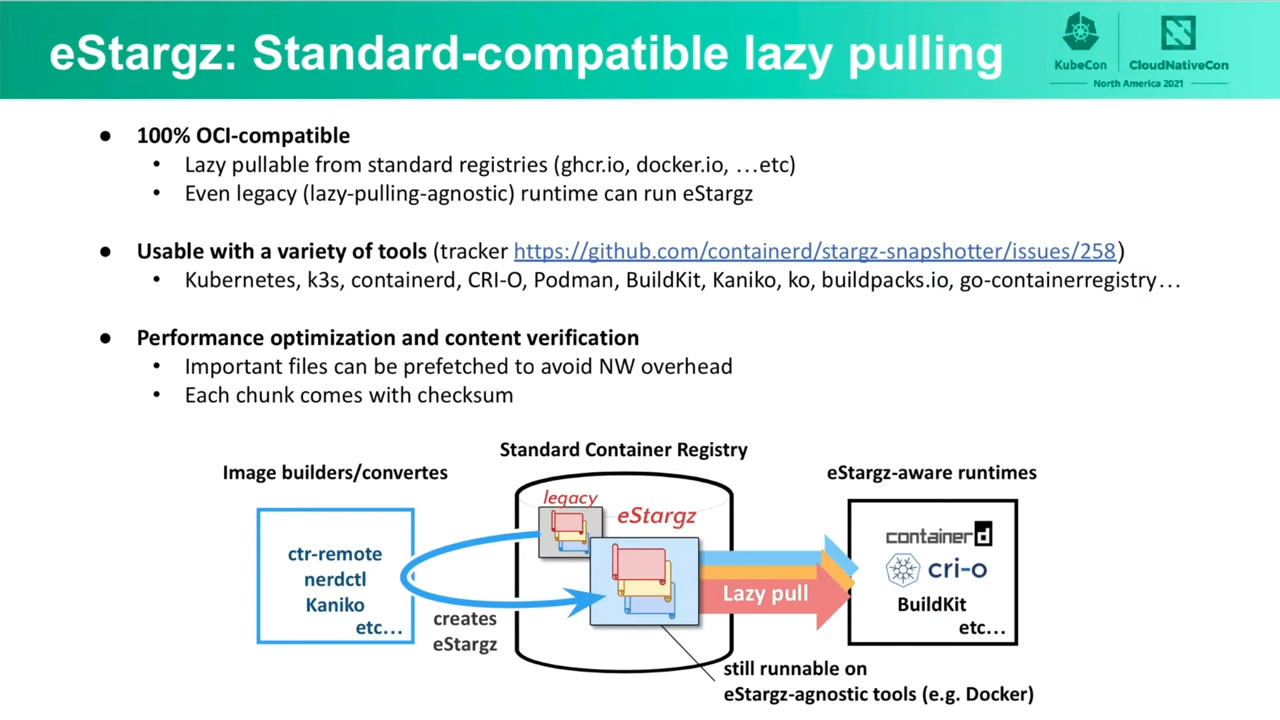 eStargz: Standard-compatible lazy pulling
KubeCon
CloudNativeCon
North America 2021
● 100% OCI-compatible
• Lazy pullable from standard registries (ghcr.io, docker.io, …etc)
• Even legacy (lazy-pulling-agnostic) runtime can run eStargz
● Usable with a variety of tools (tracker https://github.com/containerd/stargz-snapshotter/issues/258)
• Kubernetes, k3s, containerd, CRI-O, Podman, BuildKit, Kaniko, ko, buildpacks.io, go-containerregistry…
● Performance optimization and content verification
• Important files can be prefetched to avoid NW overhead
• Each chunk comes with checksum
Image builders/convertes
ctr-remote
nerdctl
Kaniko
etc…
creates
eStargz
Standard Container Registry
legacy
eStargz
Lazy pull
still runnable on
eStargz-agnostic tools (e.g. Docker)
eStargz-aware runtimes
containerd
cri-o
BuildKit
etc…